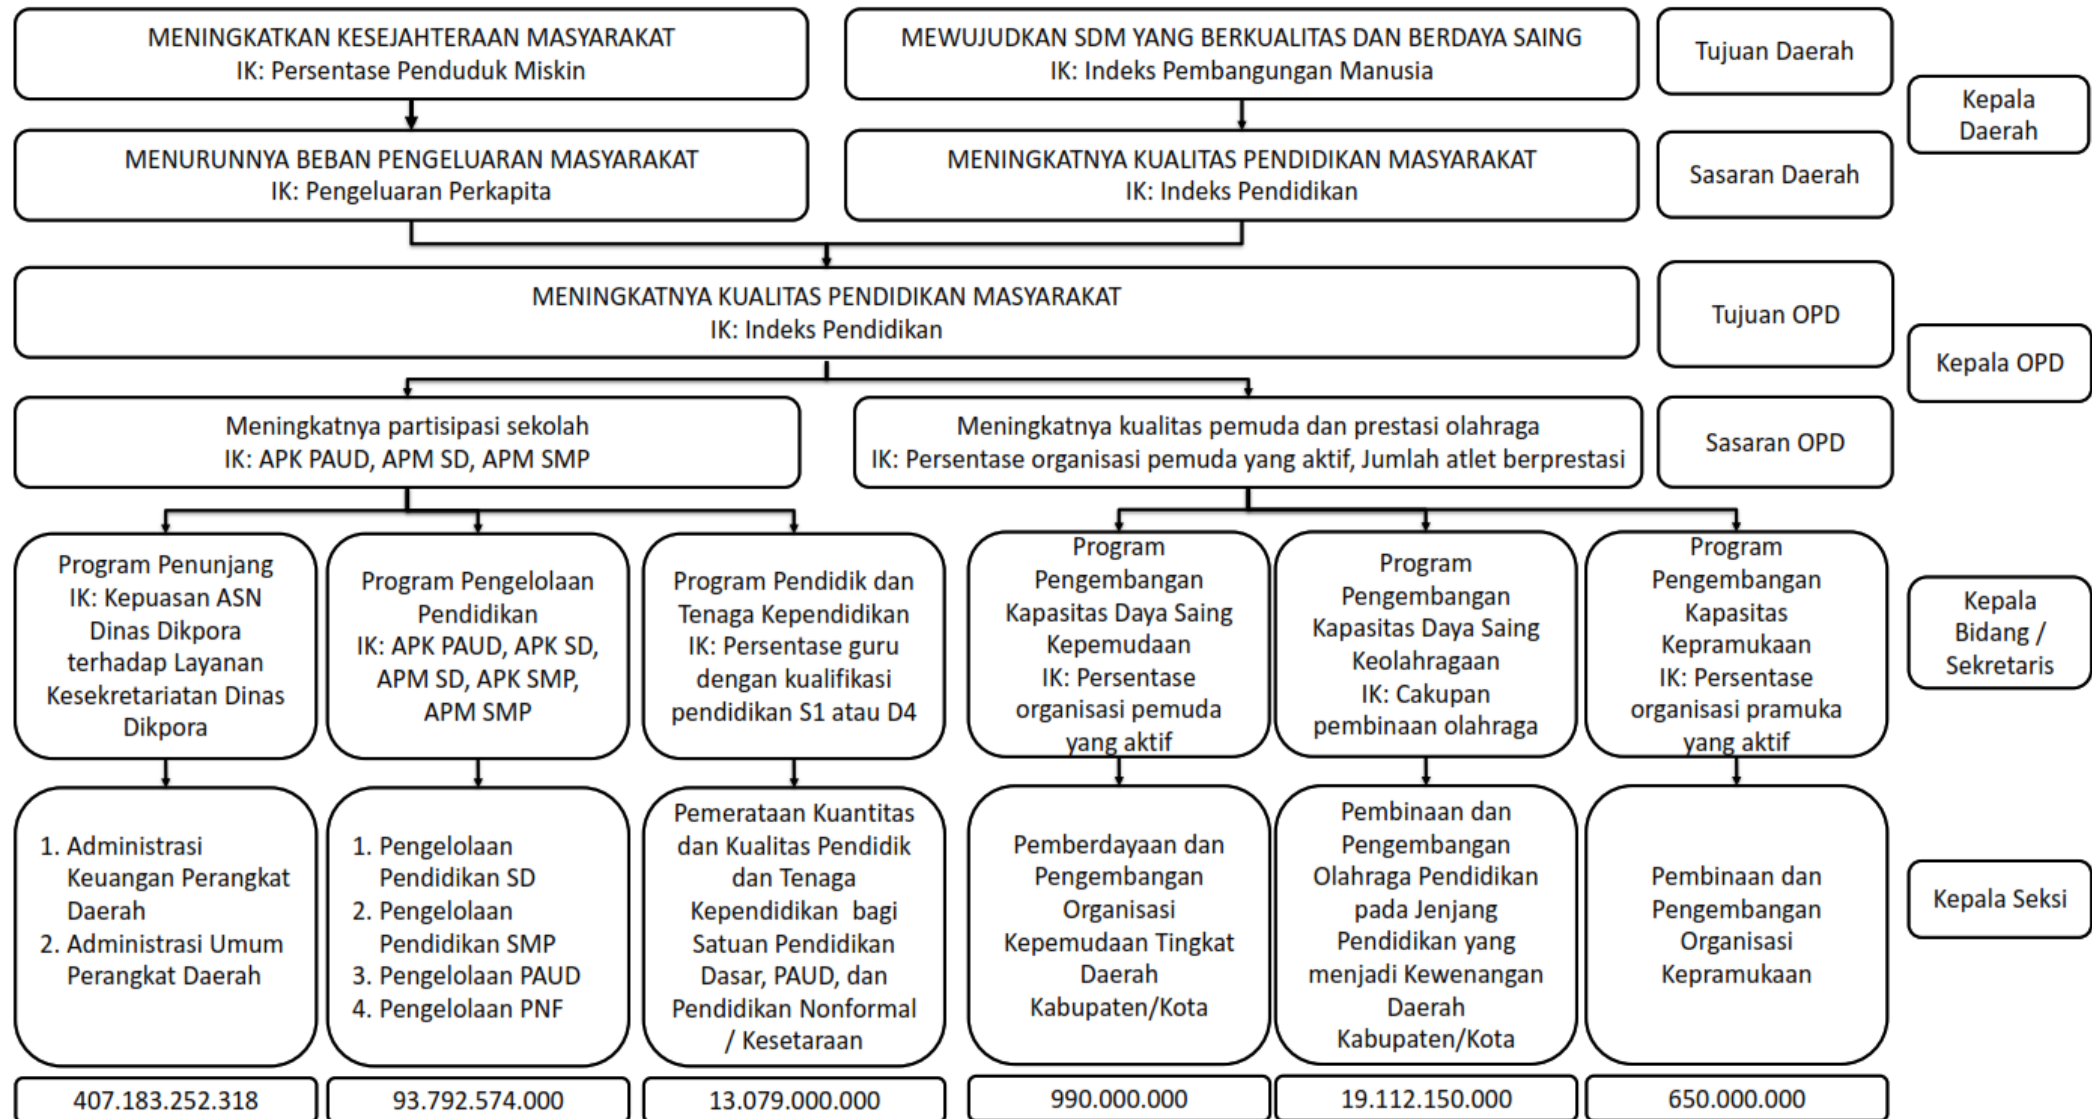 MENINGKATKAN KESEJAHTERAAN MASYARAKAT
IK: Persentase Penduduk Miskin
MEWUJUDKAN SDM YANG BERKUALITAS DAN BERDAYA SAING
IK: Indeks Pembangungan Manusia
Tujuan Daerah
Kepala
Daerah
MENURUNNYA BEBAN PENGELUARAN MASYARAKAT
IK: Pengeluaran Perkapita
MENINGKATNYA KUALITAS PENDIDIKAN MASYARAKAT
IK: Indeks Pendidikan
Sasaran Daerah
MENINGKATNYA KUALITAS PENDIDIKAN MASYARAKAT
IK: Indeks Pendidikan
Tujuan OPD
Kepala OPD
Meningkatnya partisipasi sekolah
IK: APK PAUD, APM SD, APM SMP
Meningkatnya kualitas pemuda dan prestasi olahraga
IK: Persentase organisasi pemuda yang aktif, Jumlah atlet berprestasi
Sasaran OPD
Program Penunjang
IK: Kepuasan ASN
Dinas Dikpora
terhadap Layanan
Kesekretariatan Dinas
Dikpora
Program Pengelolaan
Pendidikan
IK: APK PAUD, APK SD,
APM SD, APK SMP,
APM SMP
Program Pendidik dan
Tenaga Kependidikan
IK: Persentase guru
dengan kualifikasi
pendidikan S1 atau D4
Program
Pengembangan
Kapasitas Daya Saing
Kepemudaan
IK: Persentase
organisasi pemuda
yang aktif
Program
Pengembangan
Kapasitas Daya Saing
Keolahragaan
IK: Cakupan
pembinaan olahraga
Program
Pengembangan
Kapasitas
Kepramukaan
IK: Persentase
organisasi pramuka
yang aktif
Kepala
Bidang /
Sekretaris
1. Administrasi
Keuangan Perangkat
Daerah
2. Administrasi Umum
Perangkat Daerah
1. Pengelolaan
Pendidikan SD
2. Pengelolaan
Pendidikan SMP
3. Pengelolaan PAUD
4. Pengelolaan PNF
Pemerataan Kuantitas
dan Kualitas Pendidik
dan Tenaga
Kependidikan bagi
Satuan Pendidikan
Dasar, PAUD, dan
Pendidikan Nonformal
/ Kesetaraan
Pemberdayaan dan
Pengembangan
Organisasi
Kepemudaan Tingkat
Daerah
Kabupaten/Kota
Pembinaan dan
Pengembangan
Olahraga Pendidikan
pada Jenjang
Pendidikan yang
menjadi Kewenangan
Daerah
Kabupaten/Kota
Pembinaan dan
Pengembangan
Organisasi
Kepramukaan
Kepala Seksi
407.183.252.318
93.792.574.000
13.079.000.000
990.000.000
19.112.150.000
650.000.000